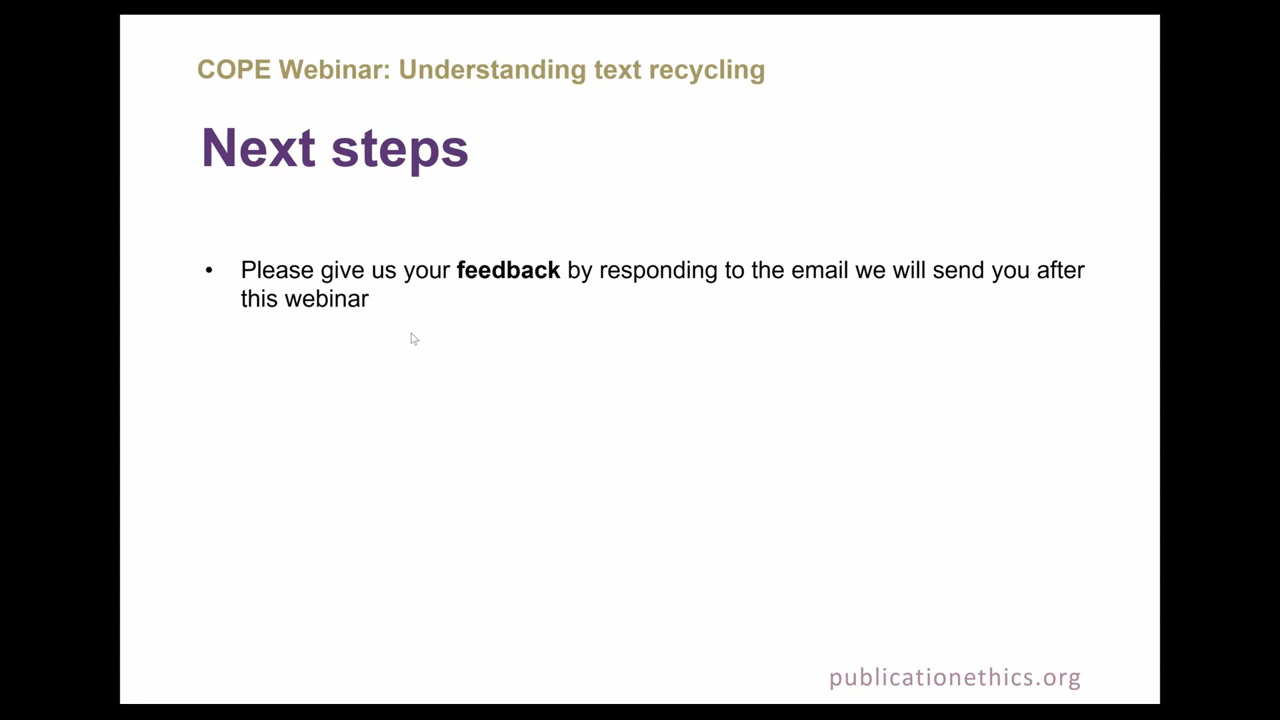 COPE Webinar: Understanding text recycling
Next steps
• Please give us your feedback by responding to the email we will send you after
this webinar
publicationethics.org